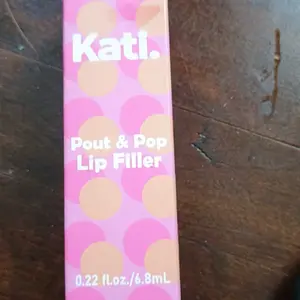 Kati.
Pout & Pop
Lip Filler
0.22 fl.oz./6.8mL